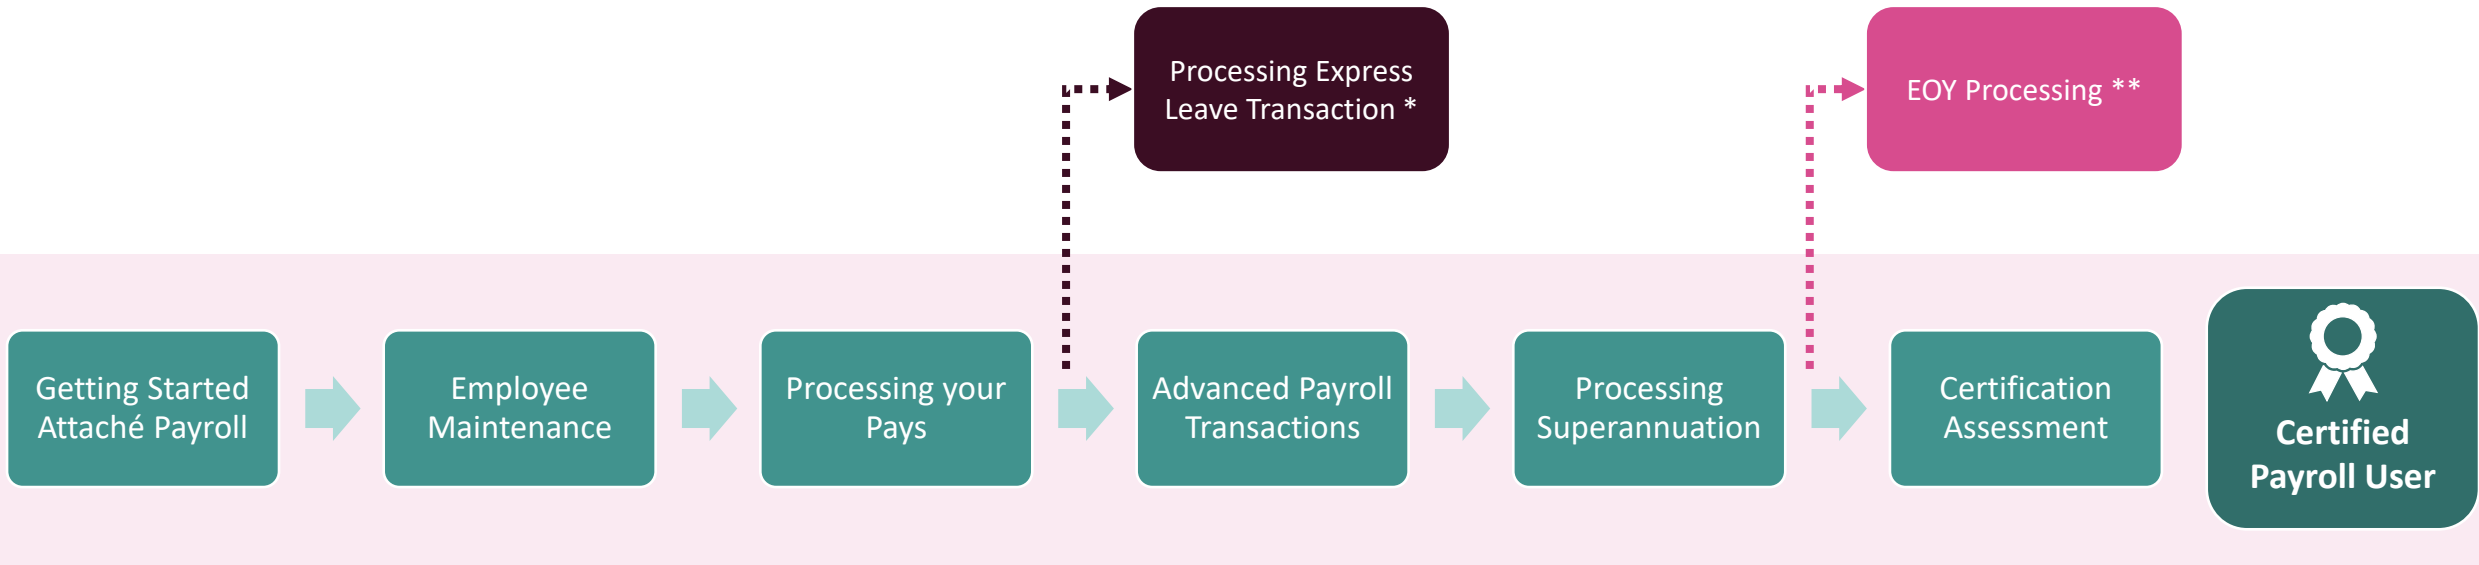 Processing Express
Leave Transaction *
EOY Processing **
Getting Started
Attaché Payroll
Employee
Maintenance
Processing your
Pays
Advanced Payroll
Transactions
Processing
Superannuation
Certification
Assessment
Certified
Payroll User